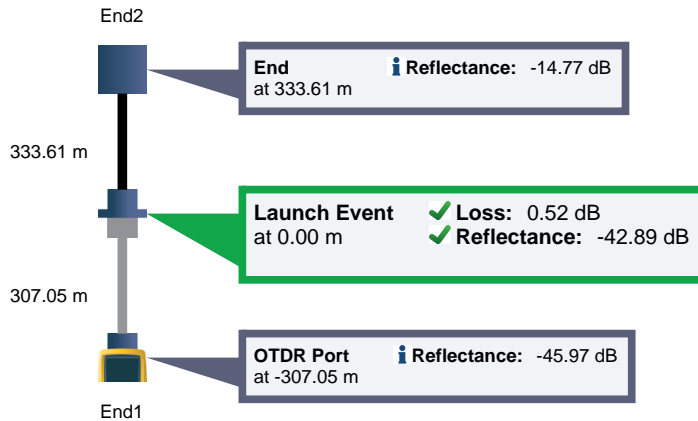 End2
End
i Reflectance: -14.77 dB
at 333.61 m
333.61 m
Launch Event
Loss: 0.52 dB
at 0.00 m
Reflectance: -42.89 dB
307.05 m
OTDR Port
i Reflectance: -45.97 dB
at -307.05 m
End1